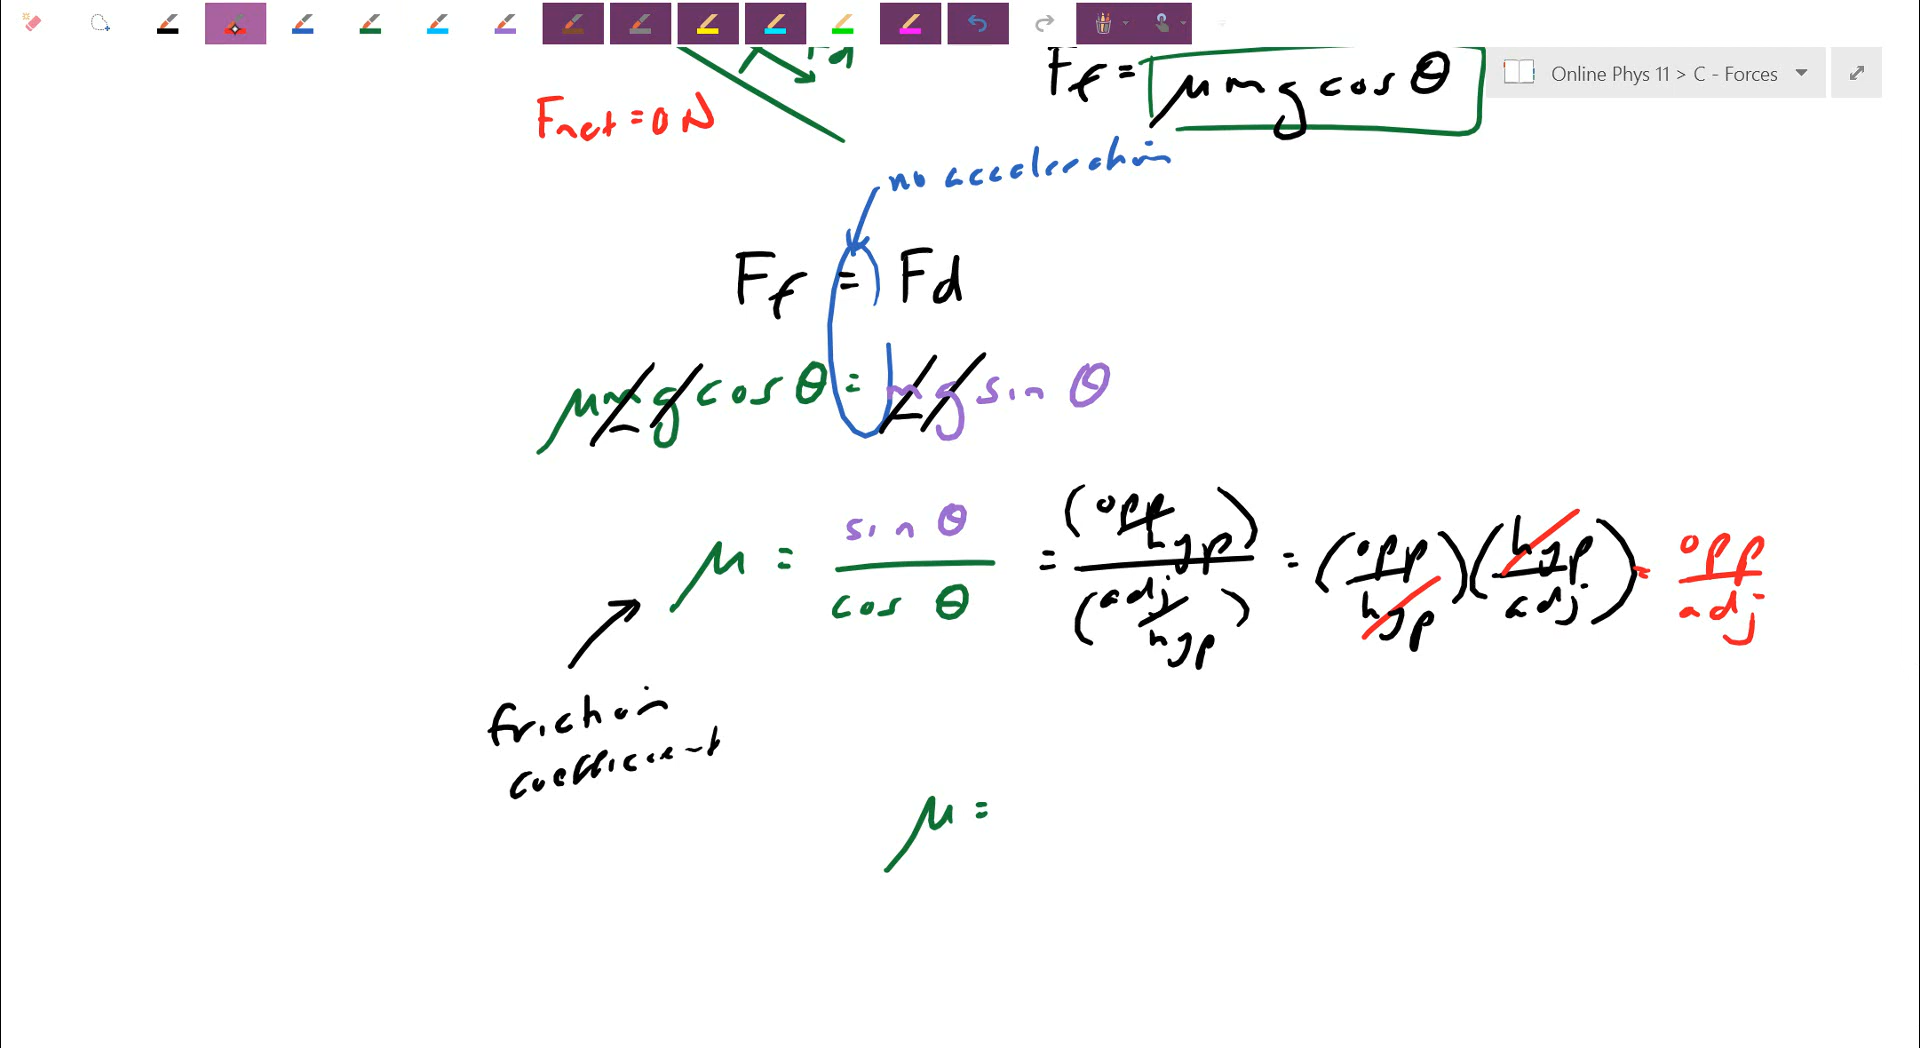 Fd
Ff = μmg cos θ
Online Phys 11 > C - Forces
Fnet = 0 N
no acceleration
Ff = Fd
μmg cos θ = mg sin θ
μ = sin θ / cos θ = (opp/hyp) / (adj/hyp) = (opp/hyp)(hyp/adj) = opp/adj
friction
coefficient
μ =